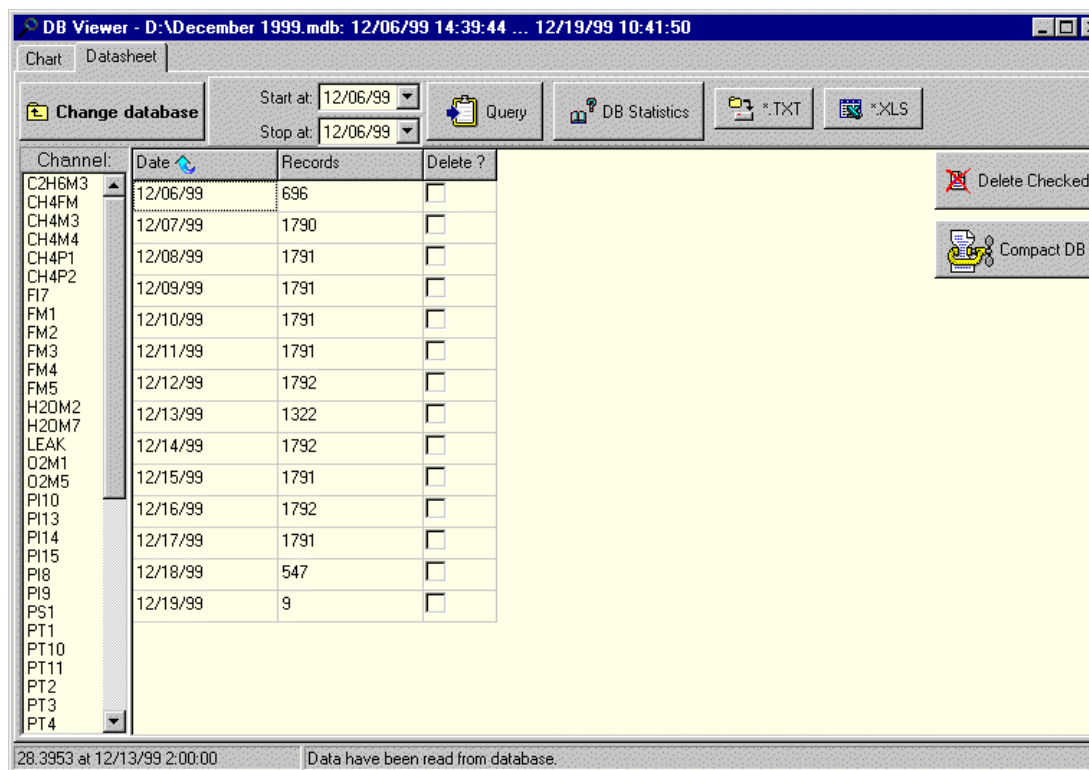 DB Viewer - D:\December 1999.mdb: 12/06/99 14:39:44 ... 12/19/99 10:41:50
Chart Datasheet
Change database
Start at: 12/06/99
Stop at: 12/06/99
Query
DB Statistics
*.TXT
*.XLS
Channel:
C2H6M3
CH4FM
CH4M3
CH4M4
CH4P1
CH4P2
FI7
FM1
FM2
FM3
FM4
FM5
H2OM2
H2OM7
LEAK
O2M1
O2M5
PI10
PI13
PI14
PI15
PI8
PI9
PS1
PT1
PT10
PT11
PT2
PT3
PT4
Date Records Delete ?
12/06/99 696
12/07/99 1790
12/08/99 1791
12/09/99 1791
12/10/99 1791
12/11/99 1791
12/12/99 1792
12/13/99 1322
12/14/99 1792
12/15/99 1791
12/16/99 1792
12/17/99 1791
12/18/99 547
12/19/99 9
Delete Checked
Compact DB
28.3953 at 12/13/99 2:00:00
Data have been read from database.